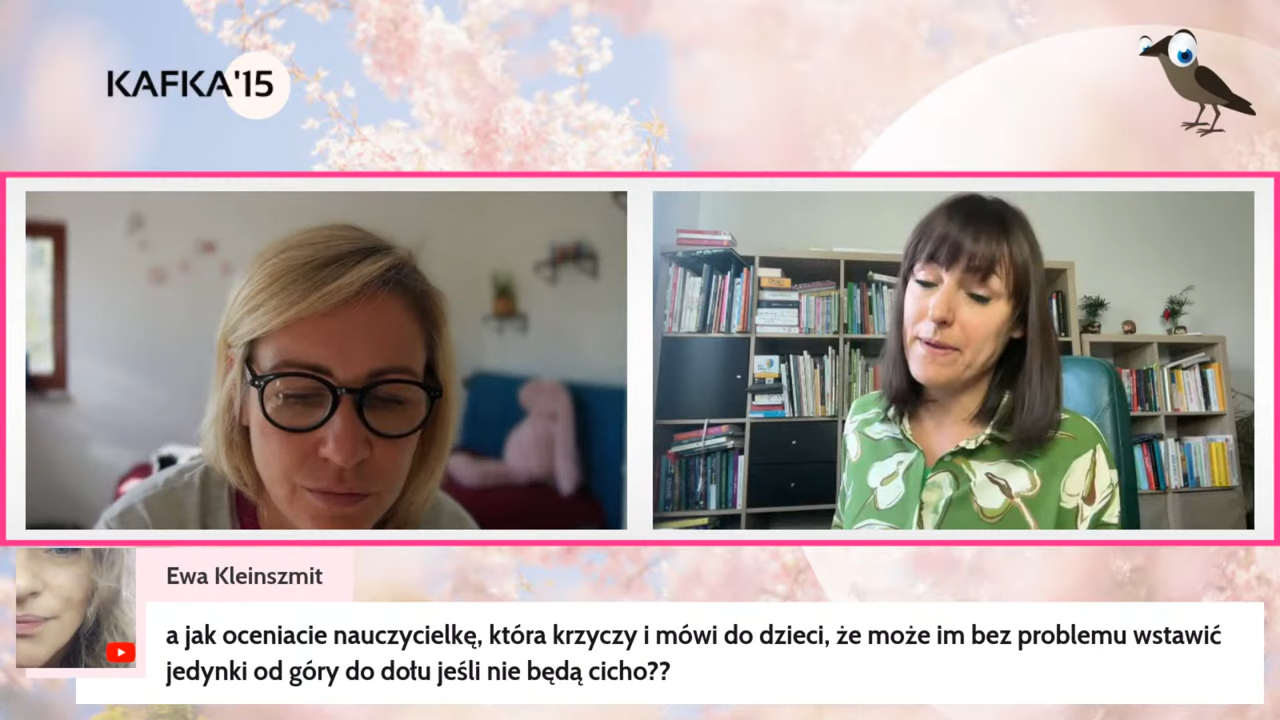 KAFKA'15
Ewa Kleinszmit
a jak oceniacie nauczycielkę, która krzyczy i mówi do dzieci, że może im bez problemu wstawić
jedynki od góry do dołu jeśli nie będą cicho??